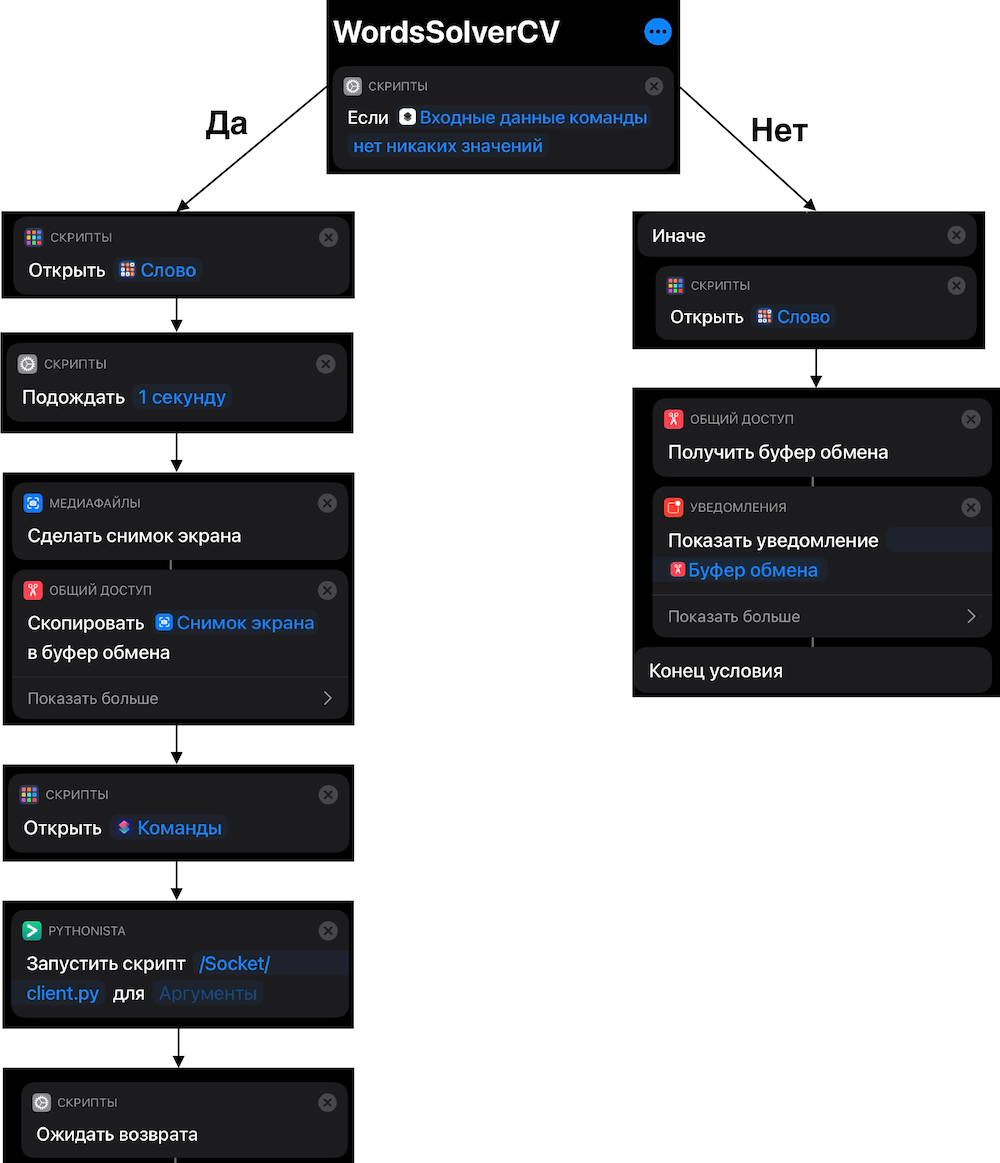 WordsSolverCV
СКРИПТЫ
Если Входные данные команды
нет никаких значений
Да
Нет
СКРИПТЫ
Открыть Слово
СКРИПТЫ
Подождать 1 секунду
МЕДИАФАЙЛЫ
Сделать снимок экрана
ОБЩИЙ ДОСТУП
Скопировать Снимок экрана
в буфер обмена
Показать больше
СКРИПТЫ
Открыть Команды
PYTHONISTA
Запустить скрипт /Socket/
client.py для Аргументы
СКРИПТЫ
Ожидать возврата
Иначе
СКРИПТЫ
Открыть Слово
ОБЩИЙ ДОСТУП
Получить буфер обмена
УВЕДОМЛЕНИЯ
Показать уведомление
Буфер обмена
Показать больше
Конец условия